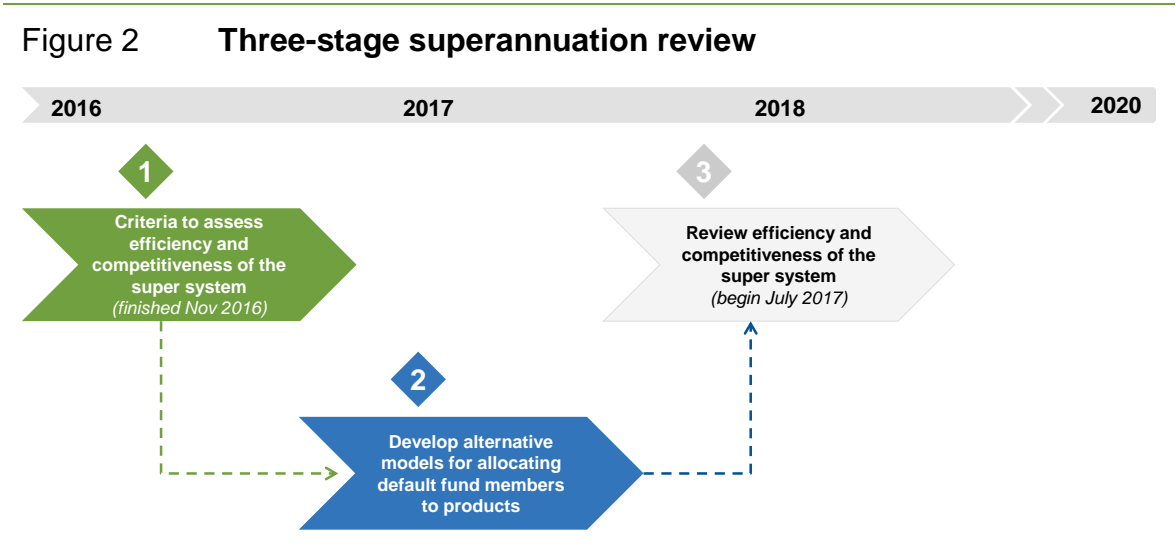 Figure 2 Three-stage superannuation review
2016 2017 2018 2020
1
Criteria to assess
efficiency and
competitiveness of the
super system
(finished Nov 2016)
3
Review efficiency and
competitiveness of the
super system
(begin July 2017)
2
Develop alternative
models for allocating
default fund members
to products